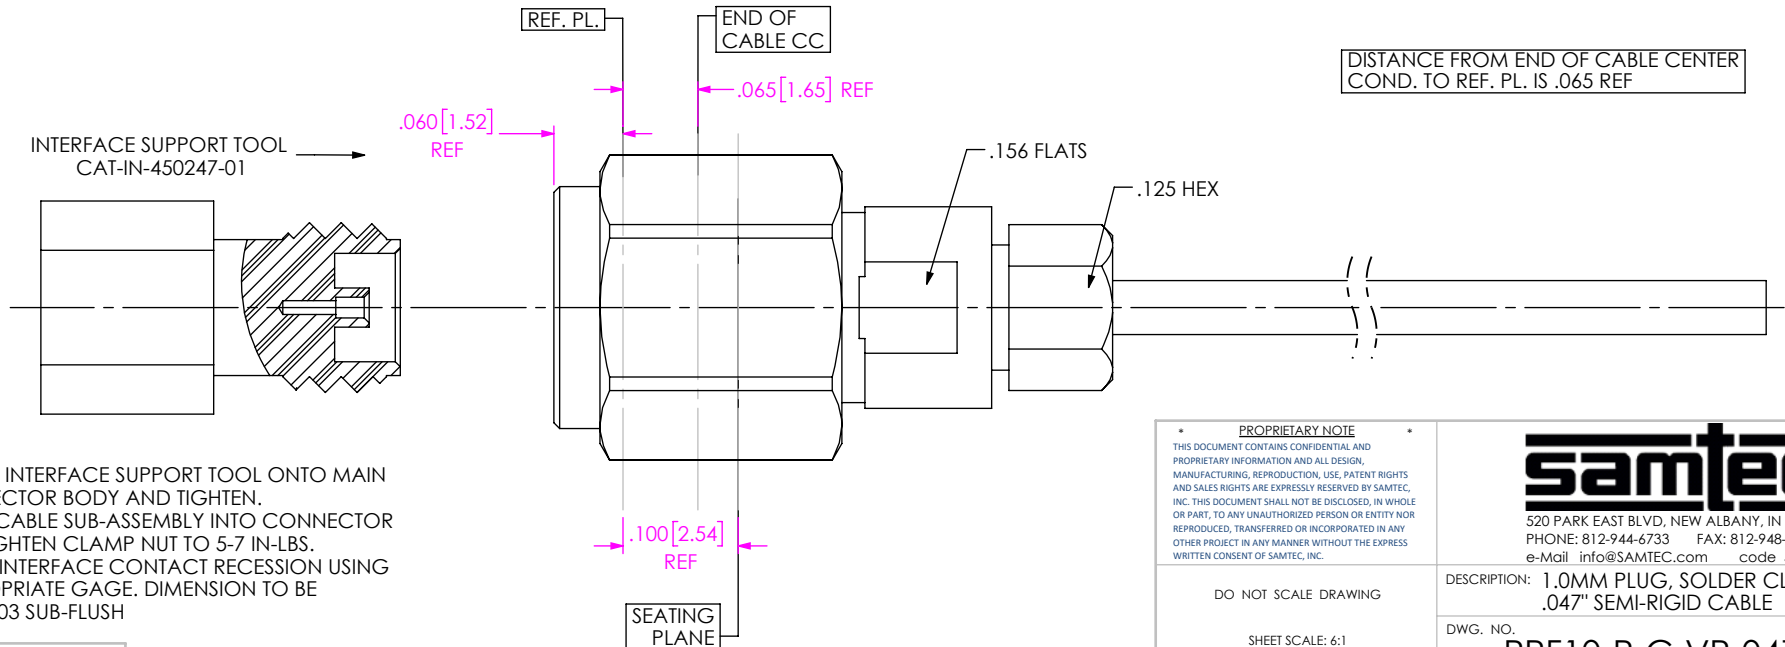 REF. PL.
END OF
CABLE CC
DISTANCE FROM END OF CABLE CENTER
COND. TO REF. PL. IS .065 REF
.065[1.65] REF
.060[1.52]
REF
INTERFACE SUPPORT TOOL
CAT-IN-450247-01
.156 FLATS
.125 HEX
INTERFACE SUPPORT TOOL ONTO MAIN
ECTOR BODY AND TIGHTEN.
CABLE SUB-ASSEMBLY INTO CONNECTOR
GHTEN CLAMP NUT TO 5-7 IN-LBS.
INTERFACE CONTACT RECESSION USING
OPRIATE GAGE. DIMENSION TO BE
03 SUB-FLUSH
.100[2.54]
REF
SEATING
PLANE
* PROPRIETARY NOTE *
THIS DOCUMENT CONTAINS CONFIDENTIAL AND
PROPRIETARY INFORMATION AND ALL DESIGN,
MANUFACTURING, REPRODUCTION, USE, PATENT RIGHTS
AND SALES RIGHTS ARE EXPRESSLY RESERVED BY SAMTEC,
INC. THIS DOCUMENT SHALL NOT BE DISCLOSED, IN WHOLE
OR PART, TO ANY UNAUTHORIZED PERSON OR ENTITY NOR
REPRODUCED, TRANSFERRED OR INCORPORATED IN ANY
OTHER PROJECT IN ANY MANNER WITHOUT THE EXPRESS
WRITTEN CONSENT OF SAMTEC, INC.
DO NOT SCALE DRAWING
SHEET SCALE: 6:1
samtec
520 PARK EAST BLVD, NEW ALBANY, IN
PHONE: 812-944-6733 FAX: 812-948-
e-Mail info@SAMTEC.com code
DESCRIPTION: 1.0MM PLUG, SOLDER CL
.047" SEMI-RIGID CABLE
DWG. NO.